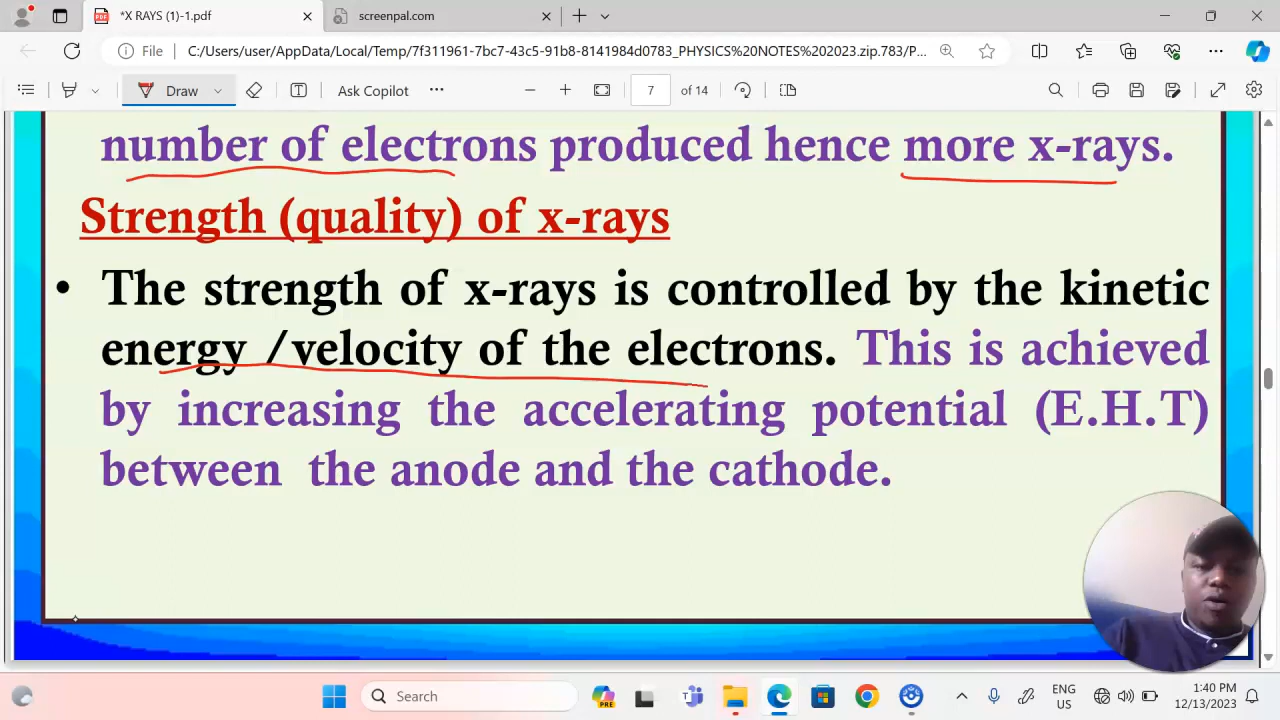 *X RAYS (1)-1.pdf
screenpal.com
File
C:/Users/user/AppData/Local/Temp/7f311961-7bc7-43c5-91b8-8141984d0783_PHYSICS%20NOTES%202023.zip.783/P...
Draw
Ask Copilot
7 of 14
number of electrons produced hence more x-rays.
Strength (quality) of x-rays
• The strength of x-rays is controlled by the kinetic
energy /velocity of the electrons. This is achieved
by increasing the accelerating potential (E.H.T)
between the anode and the cathode.
Search
PRE
ENG
US
1:40 PM
12/13/2023